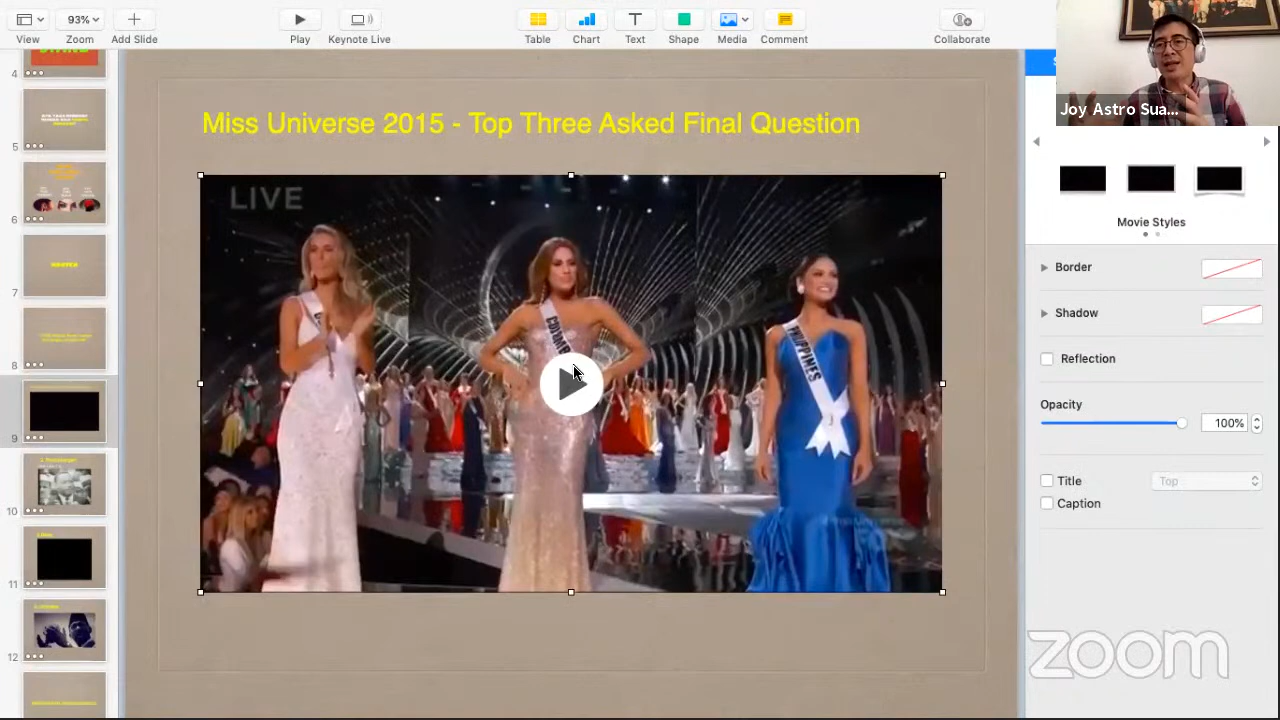 View
93%
Zoom
Add Slide
Play
Keynote Live
Table
Chart
Text
Shape
Media
Comment
Collaborate
Joy Astro Sua...
4
5
6
7
8
9
10
11
12
Miss Universe 2015 - Top Three Asked Final Question
LIVE
PHILIPPINES
Movie Styles
Border
Shadow
Reflection
Opacity
100%
Title
Top
Caption
zoom